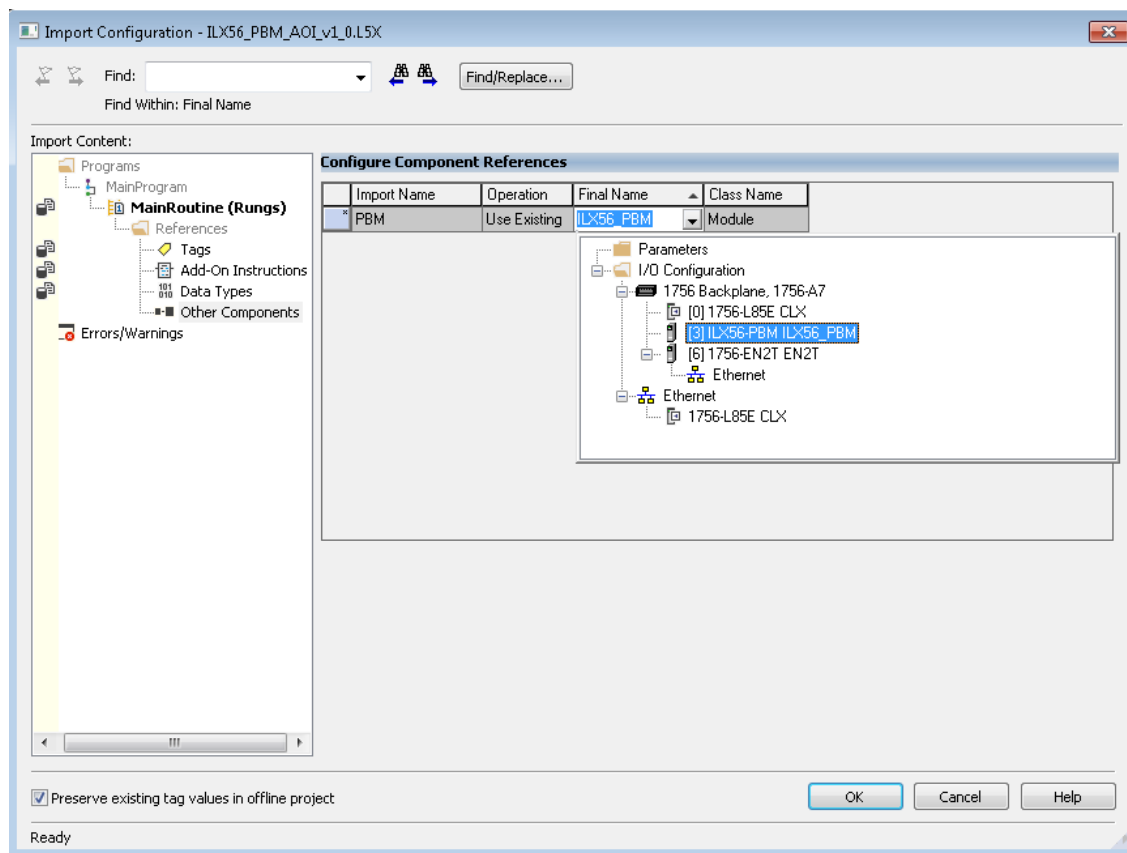 Import Configuration - ILX56_PBM_AOI_v1_0.L5X
Find:
Find/Replace...
Find Within: Final Name
Import Content:
Programs
MainProgram
MainRoutine (Rungs)
References
Tags
Add-On Instructions
Data Types
Other Components
Errors/Warnings
Configure Component References
Import Name Operation Final Name Class Name
PBM Use Existing ILX56_PBM Module
Parameters
I/O Configuration
1756 Backplane, 1756-A7
[0] 1756-L85E CLX
[3] ILX56-PBM ILX56_PBM
[6] 1756-EN2T EN2T
Ethernet
Ethernet
1756-L85E CLX
Preserve existing tag values in offline project
OK Cancel Help
Ready